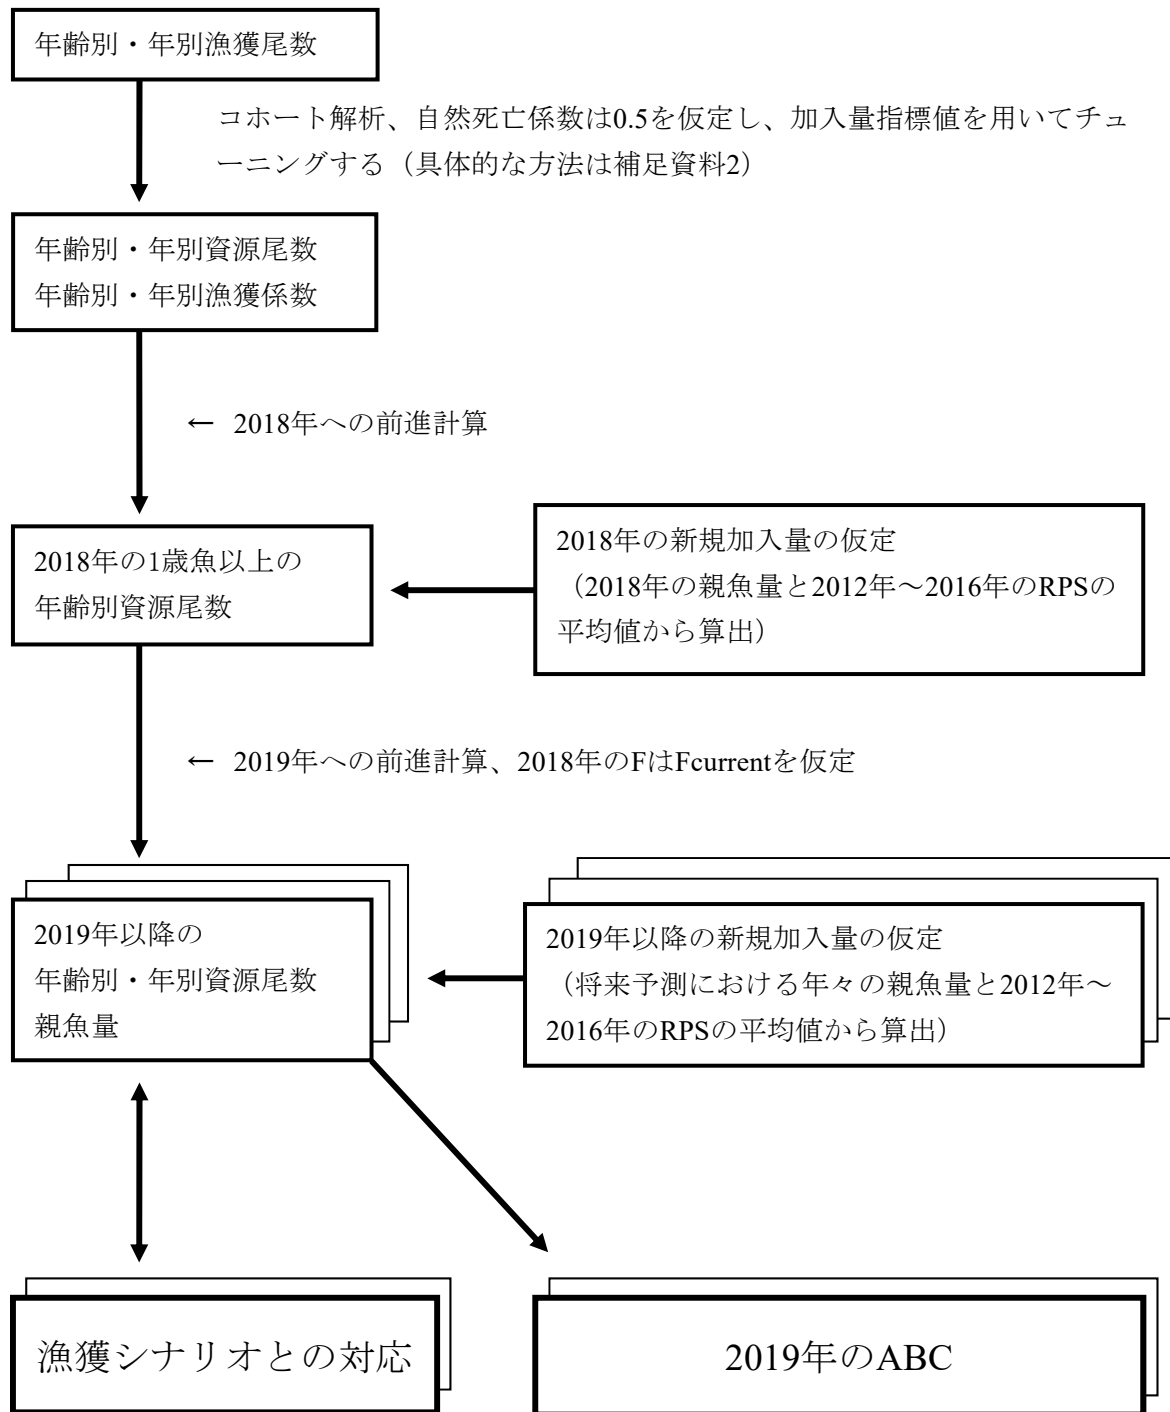 年齢別・年別漁獲尾数
コホート解析、自然死亡係数は0.5を仮定し、加入量指標値を用いてチュ
ーニングする（具体的な方法は補足資料2）
年齢別・年別資源尾数
年齢別・年別漁獲係数
← 2018年への前進計算
2018年の1歳魚以上の
年齢別資源尾数
2018年の新規加入量の仮定
（2018年の親魚量と2012年～2016年のRPSの
平均値から算出）
← 2019年への前進計算、2018年のFはFcurrentを仮定
2019年以降の
年齢別・年別資源尾数
親魚量
2019年以降の新規加入量の仮定
（将来予測における年々の親魚量と2012年～
2016年のRPSの平均値から算出）
漁獲シナリオとの対応
2019年のABC